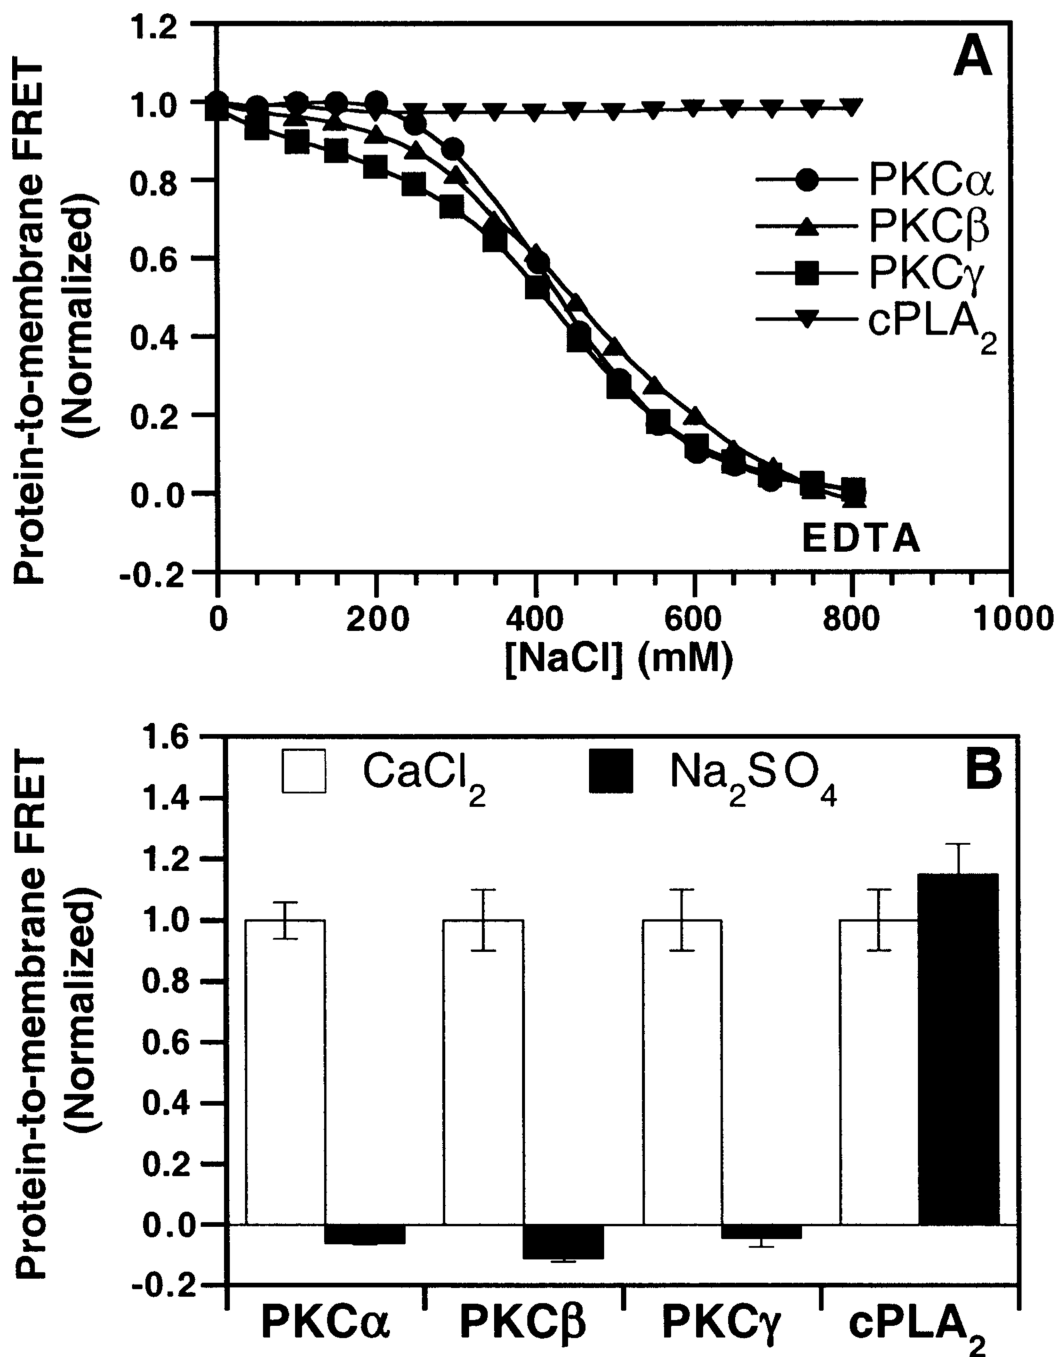 A
Protein-to-membrane FRET
(Normalized)
1.2
1.0
0.8
0.6
0.4
0.2
0.0
-0.2
PKCα
PKCβ
PKCγ
cPLA2
EDTA
0 200 400 600 800 1000
[NaCl] (mM)
B
Protein-to-membrane FRET
(Normalized)
1.6
1.4
1.2
1.0
0.8
0.6
0.4
0.2
0.0
-0.2
CaCl2 Na2SO4
PKCα PKCβ PKCγ cPLA2